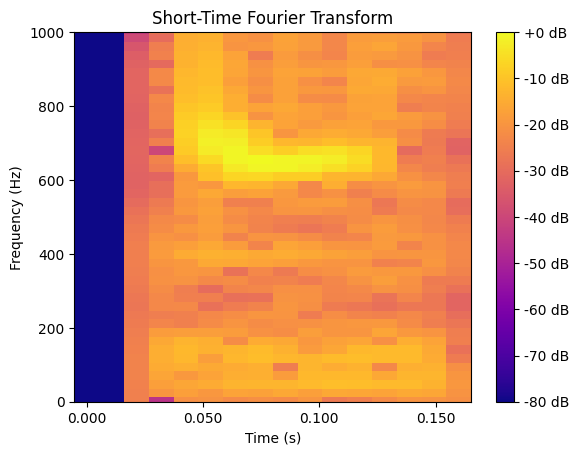 Short-Time Fourier Transform
1000
800
600
400
200
0
Frequency (Hz)
0.000
0.050
0.100
0.150
Time (s)
+0 dB
-10 dB
-20 dB
-30 dB
-40 dB
-50 dB
-60 dB
-70 dB
-80 dB